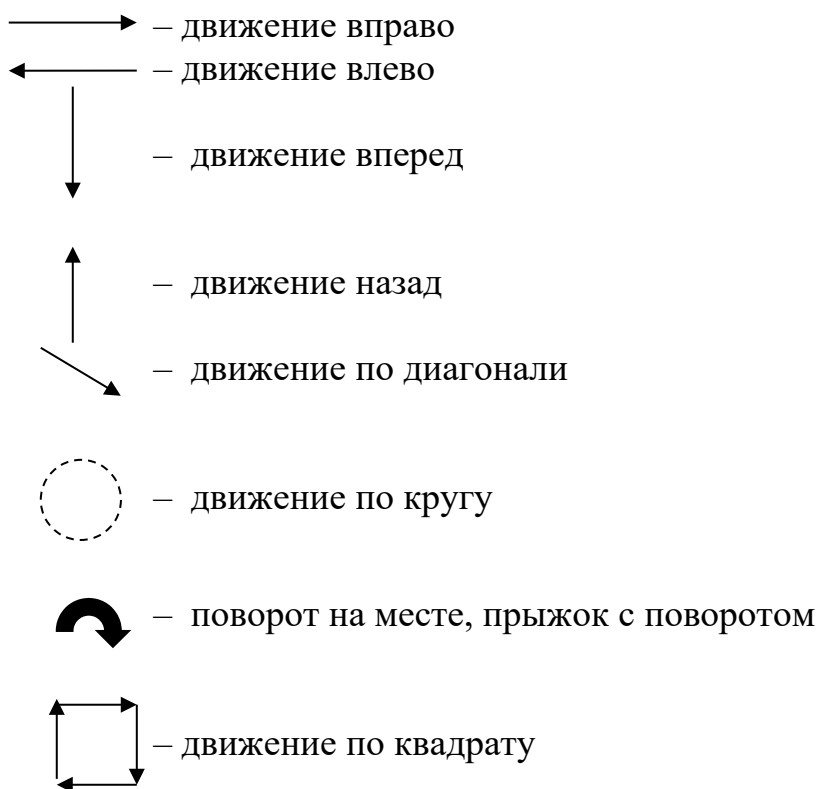 – движение вправо
– движение влево
– движение вперед
– движение назад
– движение по диагонали
– движение по кругу
– поворот на месте, прыжок с поворотом
– движение по квадрату